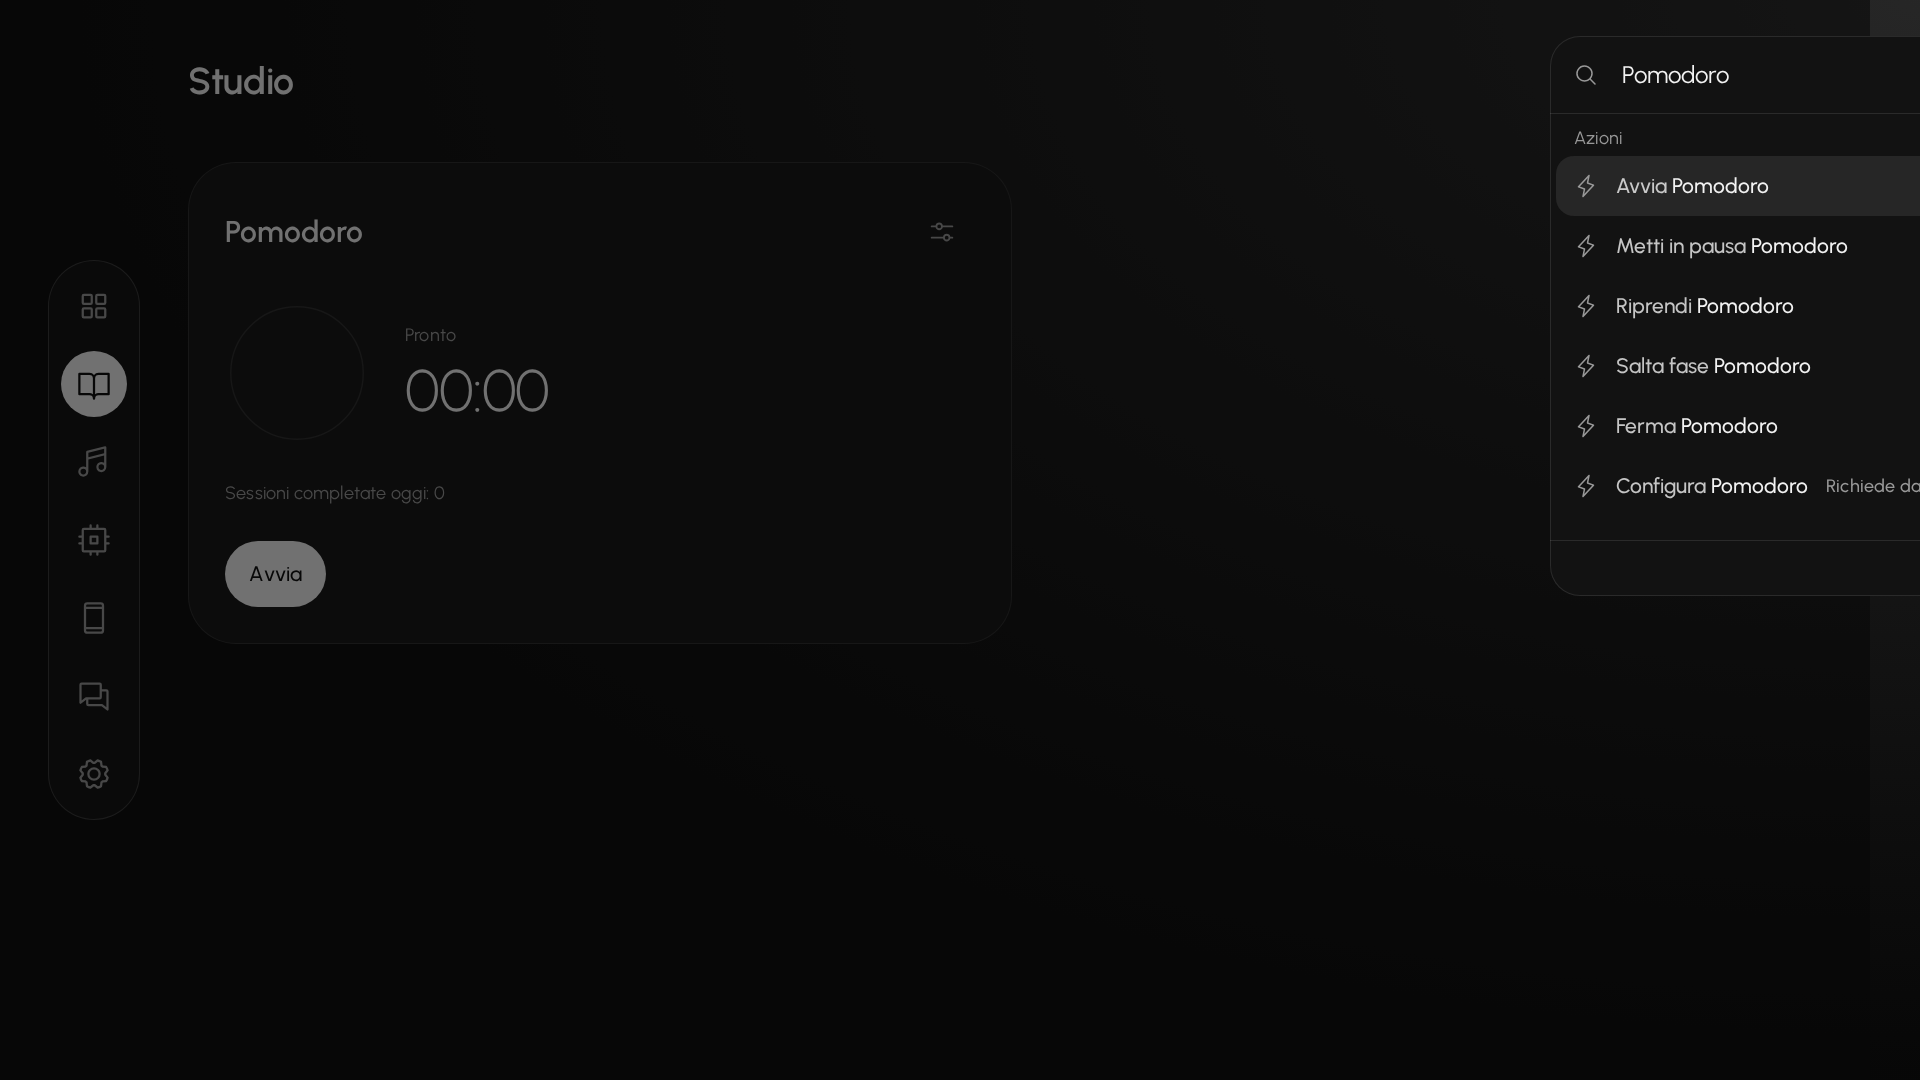 Studio
Pomodoro
Pronto
00:00
Sessioni completate oggi: 0
Avvia
Pomodoro
Azioni
Avvia Pomodoro
Metti in pausa Pomodoro
Riprendi Pomodoro
Salta fase Pomodoro
Ferma Pomodoro
Configura Pomodoro Richiede